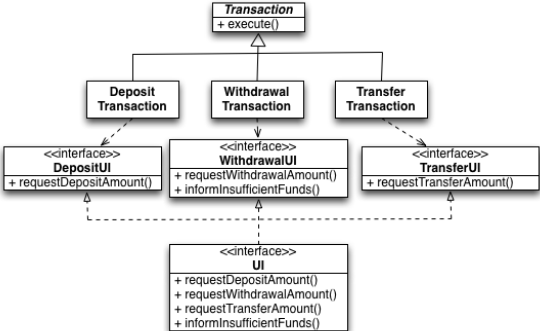 Transaction
+ execute()
Deposit
Transaction
Withdrawal
Transaction
Transfer
Transaction
<<interface>>
DepositUI
+ requestDepositAmount()
<<interface>>
WithdrawalUI
+ requestWithdrawalAmount()
+ informInsufficientFunds()
<<interface>>
TransferUI
+ requestTransferAmount()
<<interface>>
UI
+ requestDepositAmount()
+ requestWithdrawalAmount()
+ requestTransferAmount()
+ informInsufficientFunds()